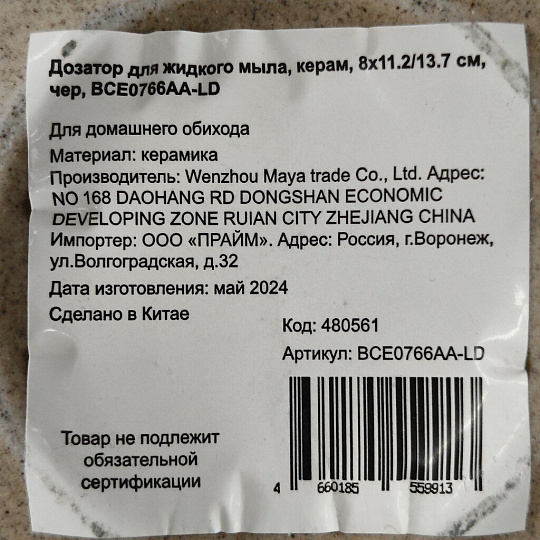 Дозатор для жидкого мыла, керам, 8x11.2/13.7 см,
чер, BCE0766AA-LD
Для домашнего обихода
Материал: керамика
Производитель: Wenzhou Maya trade Co., Ltd. Адрес:
NO 168 DAOHANG RD DONGSHAN ECONOMIC
DEVELOPING ZONE RUIAN CITY ZHEJIANG CHINA
Импортер: ООО «ПРАЙМ». Адрес: Россия, г.Воронеж,
ул.Волгоградская, д.32
Дата изготовления: май 2024
Сделано в Китае
Код: 480561
Артикул: BCE0766AA-LD
Товар не подлежит
обязательной
сертификации
4 660185 559913